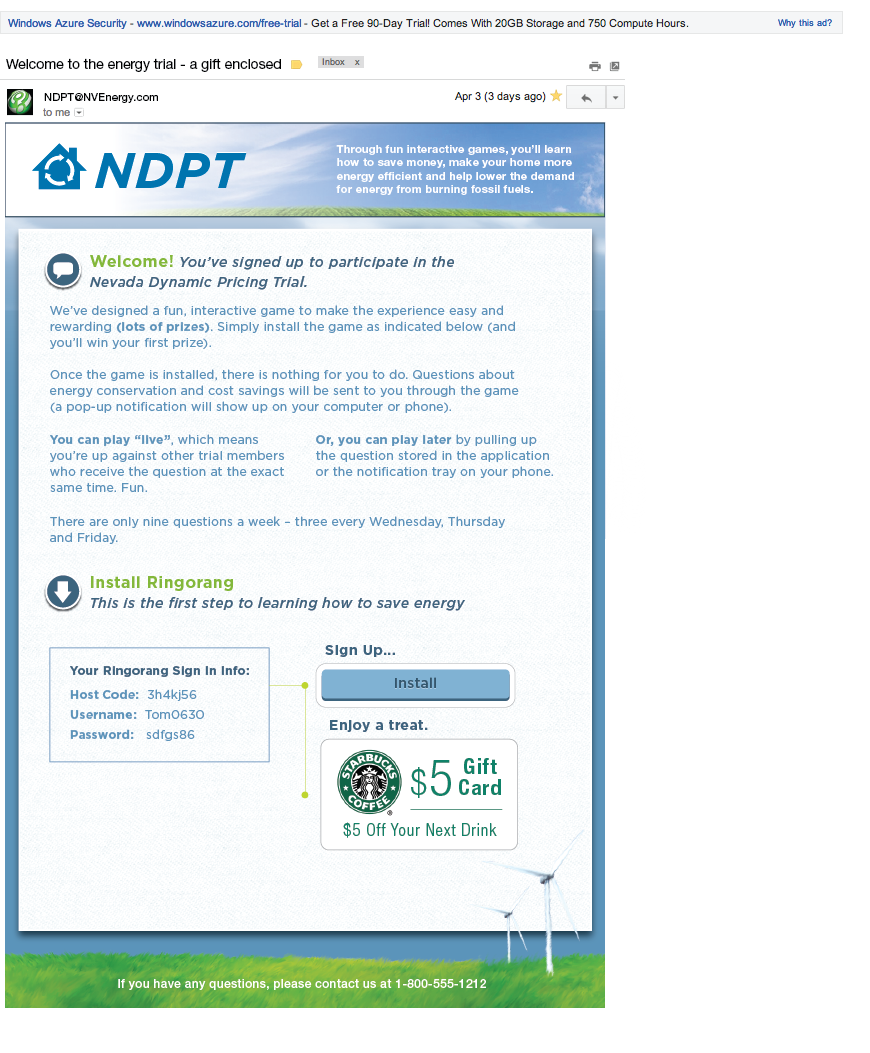 Windows Azure Security - www.windowsazure.com/free-trial - Get a Free 90-Day Trial! Comes With 20GB Storage and 750 Compute Hours. Why this ad?
Welcome to the energy trial - a gift enclosed Inbox x
NDPT@NVEnergy.com Apr 3 (3 days ago)
to me
NDPT
Through fun interactive games, you'll learn
how to save money, make your home more
energy efficient and help lower the demand
for energy from burning fossil fuels.
Welcome! You've signed up to participate in the
Nevada Dynamic Pricing Trial.
We've designed a fun, interactive game to make the experience easy and
rewarding (lots of prizes). Simply install the game as indicated below (and
you'll win your first prize).
Once the game is installed, there is nothing for you to do. Questions about
energy conservation and cost savings will be sent to you through the game
(a pop-up notification will show up on your computer or phone).
You can play "live", which means
you're up against other trial members
who receive the question at the exact
same time. Fun.
Or, you can play later by pulling up
the question stored in the application
or the notification tray on your phone.
There are only nine questions a week – three every Wednesday, Thursday
and Friday.
Install Ringorang
This is the first step to learning how to save energy
Your Ringorang Sign In Info:
Host Code: 3h4kj56
Username: Tom0630
Password: sdfgs86
Sign Up...
Install
Enjoy a treat.
STARBUCKS
COFFEE
$5 Gift
Card
$5 Off Your Next Drink
If you have any questions, please contact us at 1-800-555-1212